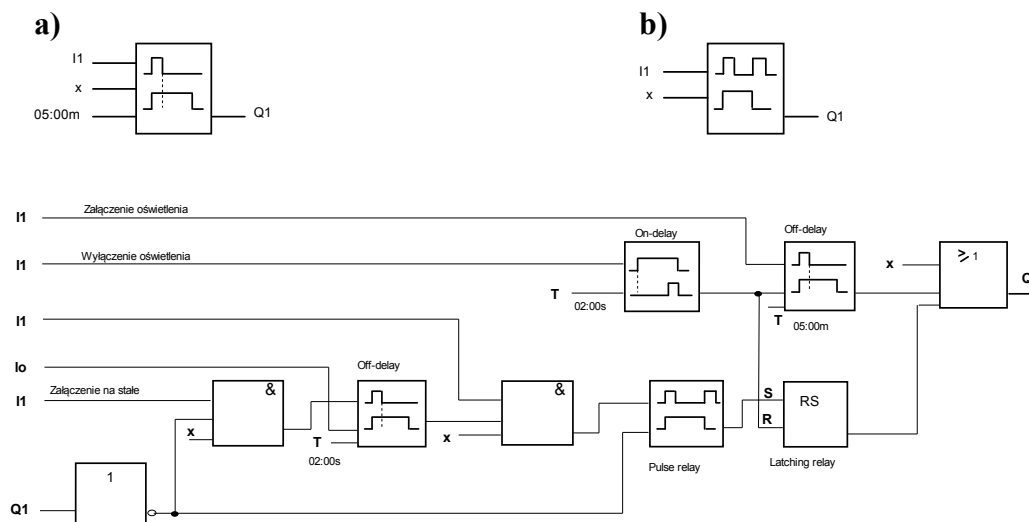 a)
I1
x
05:00m
Q1
b)
I1
x
Q1
I1
Załączenie oświetlenia
On-delay
Off-delay
I1
Wyłączenie oświetlenia
x
≥ 1
Q
T
02:00s
T
05:00m
I1
Io
Off-delay
Załączenie na stałe
I1
&
&
x
T
02:00s
x
S
R
RS
Pulse relay
Latching relay
1
Q1